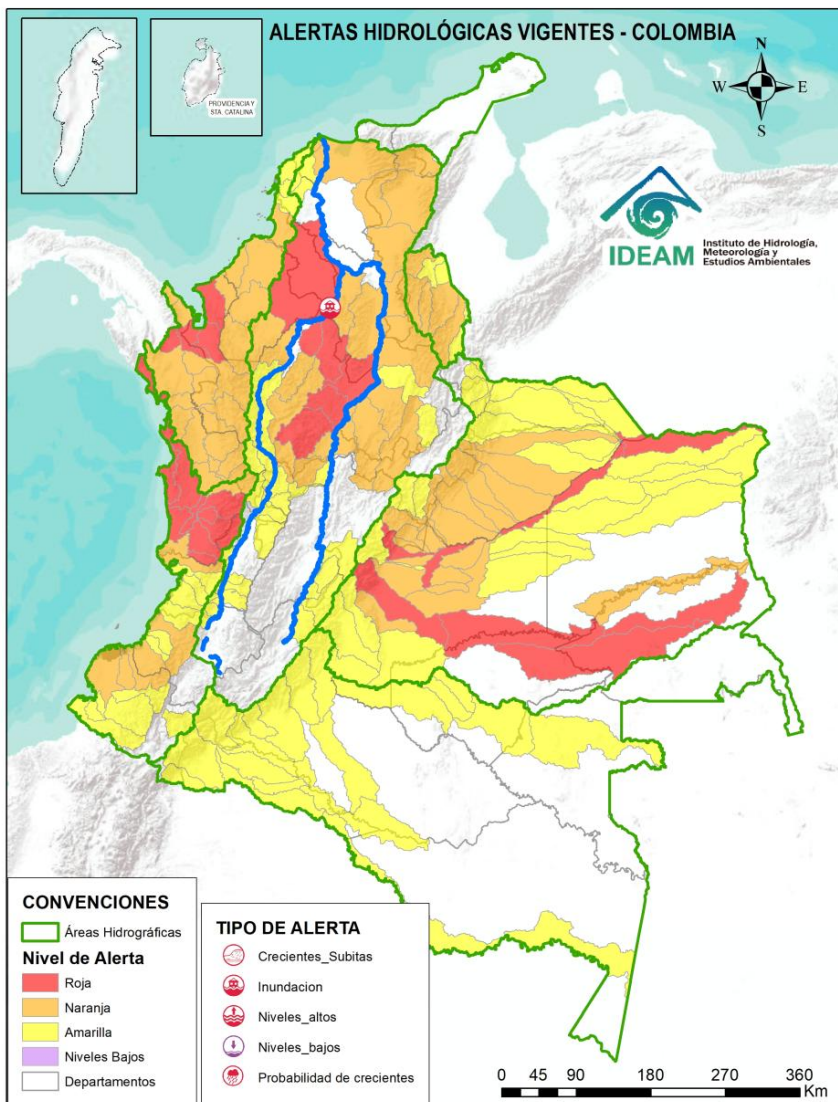 ALERTAS HIDROLÓGICAS VIGENTES - COLOMBIA
PROVIDENCIA Y
STA. CATALINA
N
W
E
S
IDEAM
Instituto de Hidrología,
Meteorología y
Estudios Ambientales
CONVENCIONES
Áreas Hidrográficas
Nivel de Alerta
Roja
Naranja
Amarilla
Niveles Bajos
Departamentos
TIPO DE ALERTA
Crecientes_Subitas
Inundacion
Niveles_altos
Niveles_bajos
Probabilidad de crecientes
0 45 90 180 270 360
Km